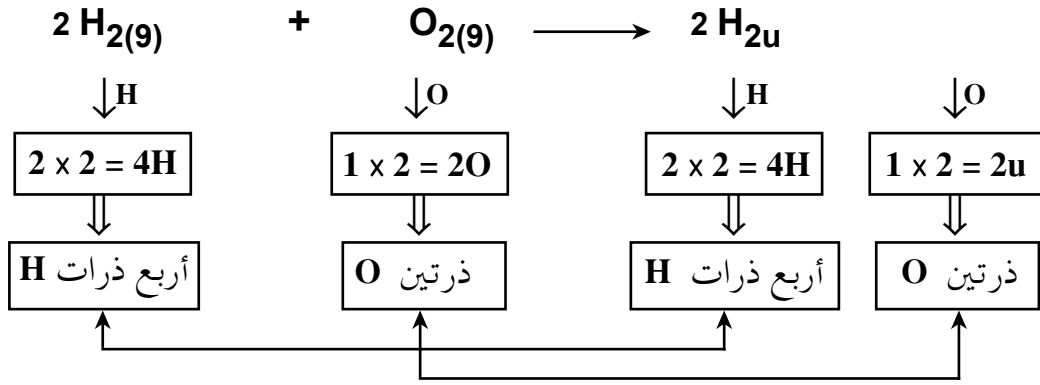 2 H2(9) + O2(9) → 2 H2u
H O H O
2 x 2 = 4H 1 x 2 = 2O 2 x 2 = 4H 1 x 2 = 2u
أربع ذرات H ذرتين O أربع ذرات H ذرتين O